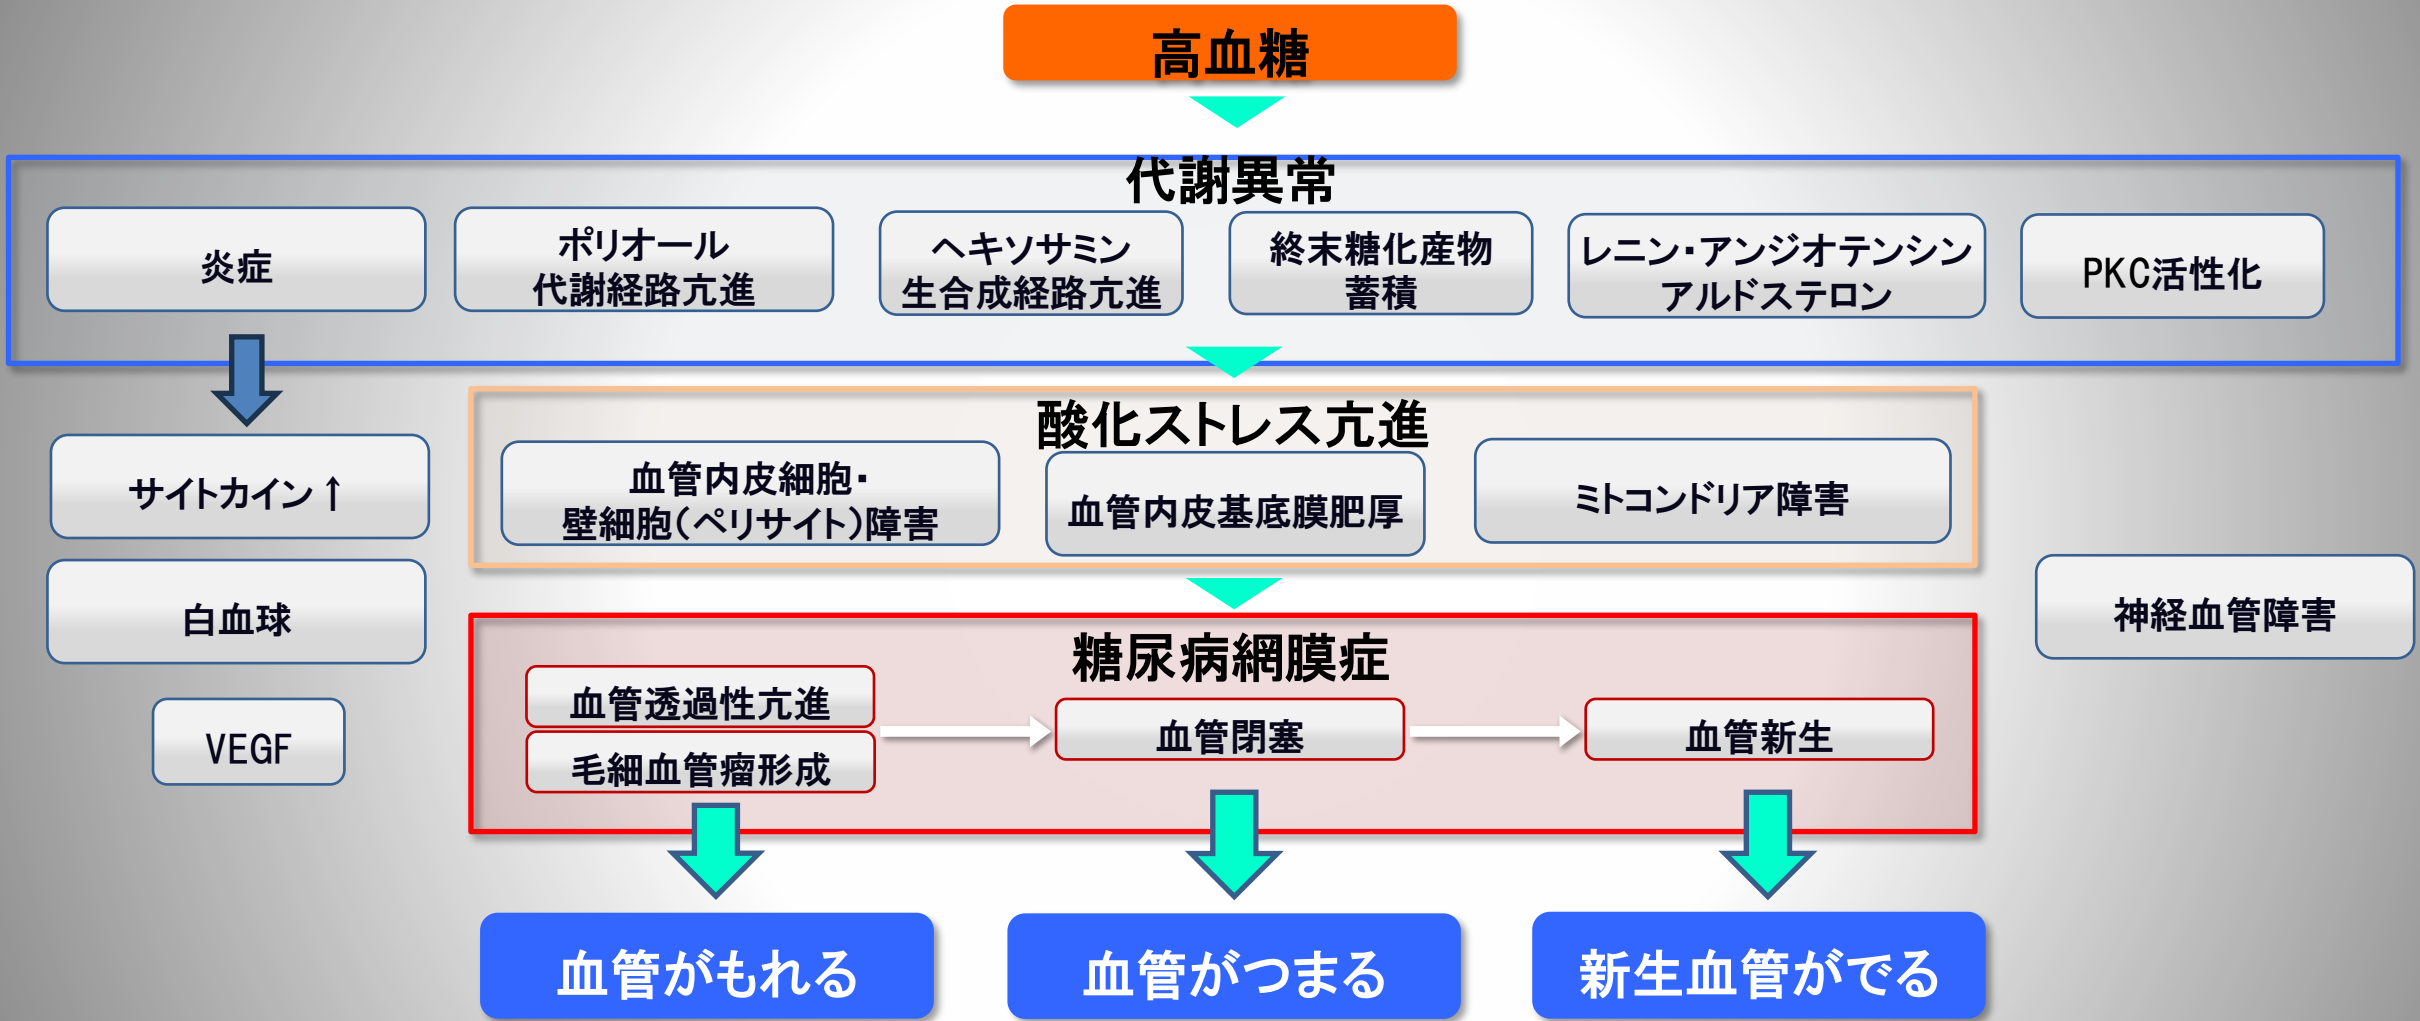 高血糖
代謝異常
炎症
ポリオール
代謝経路亢進
ヘキソサミン
生合成経路亢進
終末糖化産物
蓄積
レニン・アンジオテンシン
アルドステロン
PKC活性化
サイトカイン↑
白血球
VEGF
酸化ストレス亢進
血管内皮細胞・
壁細胞(ペリサイト)障害
血管内皮基底膜肥厚
ミトコンドリア障害
神経血管障害
糖尿病網膜症
血管透過性亢進
毛細血管瘤形成
血管閉塞
血管新生
血管がもれる
血管がつまる
新生血管がでる